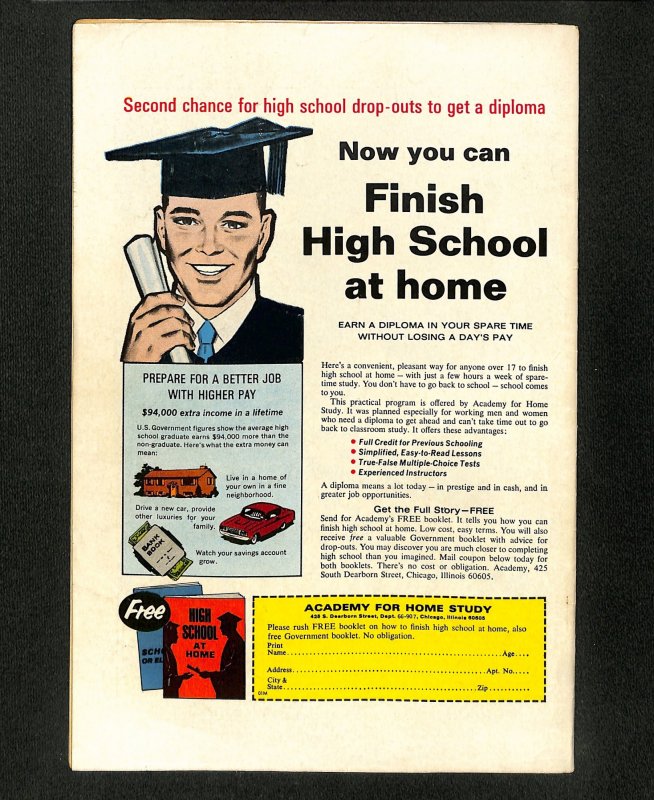 Second chance for high school drop-outs to get a diploma
Now you can
Finish
High School
at home
EARN A DIPLOMA IN YOUR SPARE TIME
WITHOUT LOSING A DAY'S PAY
PREPARE FOR A BETTER JOB
WITH HIGHER PAY
$94,000 extra income in a lifetime
U.S. Government figures show the average high
school graduate earns $94,000 more than the
non-graduate. Here's what the extra money can
mean:
Live in a home of
your own in a fine
neighborhood.
Drive a new car, provide
other luxuries for your
family.
BANK
BOOK
Watch your savings account
grow.
Here's a convenient, pleasant way for anyone over 17 to finish
high school at home – with just a few hours a week of spare-
time study. You don't have to go back to school – school comes
to you.
This practical program is offered by Academy for Home
Study. It was planned especially for working men and women
who need a diploma to get ahead and can't take time out to go
back to classroom study. It offers these advantages:
• Full Credit for Previous Schooling
• Simplified, Easy-to-Read Lessons
• True-False Multiple-Choice Tests
• Experienced Instructors
A diploma means a lot today – in prestige and in cash, and in
greater job opportunities.
Get the Full Story–FREE
Send for Academy's FREE booklet. It tells you how you can
finish high school at home. Low cost, easy terms. You will also
receive free a valuable Government booklet with advice for
drop-outs. You may discover you are much closer to completing
high school than you imagined. Mail coupon below today for
both booklets. There's no cost or obligation. Academy, 425
South Dearborn Street, Chicago, Illinois 60605.
Free
SCH
OR EL
HIGH
SCHOOL
AT
HOME
ACADEMY FOR HOME STUDY
425 S. Dearborn Street, Dept. 66-907, Chicago, Illinois 60605
Please rush FREE booklet on how to finish high school at home, also
free Government booklet. No obligation.
Print
Name Age
Address Apt. No.
City &
State Zip